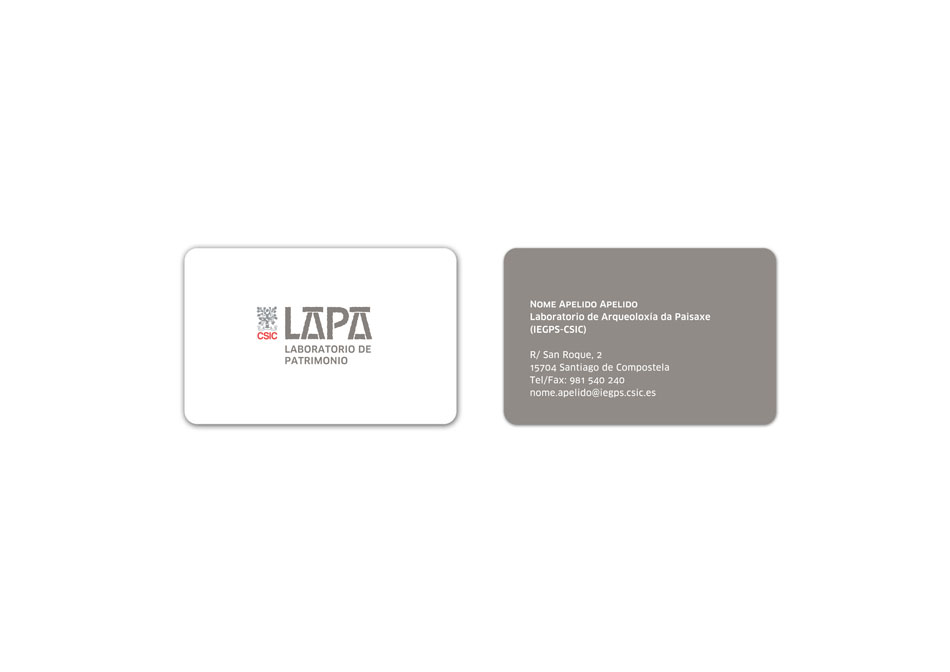 CSIC
LAPA
LABORATORIO DE
PATRIMONIO
Nome Apelido Apelido
Laboratorio de Arqueoloxía da Paisaxe
(IEGPS-CSIC)
R/ San Roque, 2
15704 Santiago de Compostela
Tel/Fax: 981 540 240
nome.apelido@iegps.csic.es